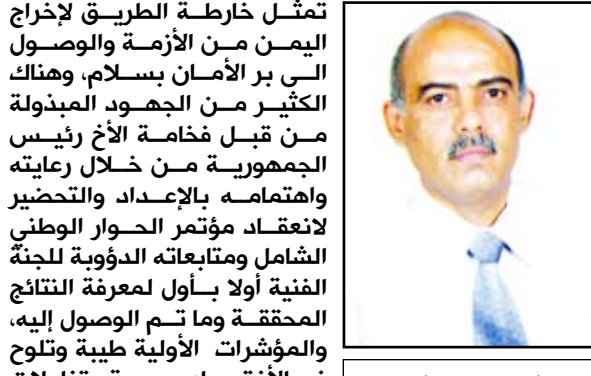 تمثل خارطة الطريق لإخراج
اليمن من الأزمة والوصول
الى بر الأمان بسلام، وهناك
الكثير من الجهود المبذولة
من قبل فخامة الأخ رئيس
الجمهورية من خلال رعايته
واهتمامه بالإعداد والتحضير
لانعقاد مؤتمر الحوار الوطني
الشامل ومتابعاته الدؤوبة للجنة
الفنية أولا بأول لمعرفة النتائج
المحققة وما تم الوصول إليه،
والمؤشرات الأولية طيبة وتلوح